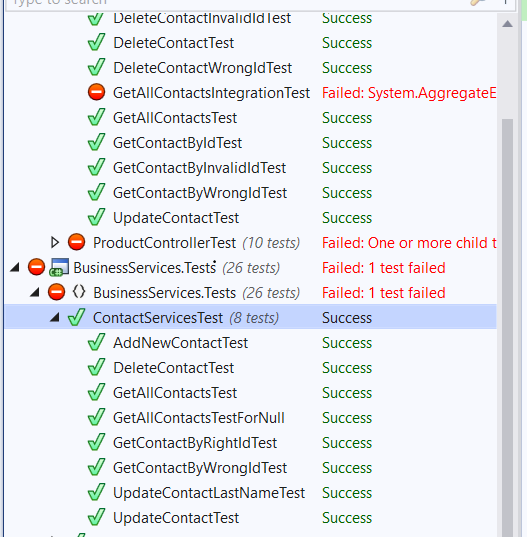 Type to search
DeleteContactInvalidIdTest Success
DeleteContactTest Success
DeleteContactWrongIdTest Success
GetAllContactsIntegrationTest Failed: System.AggregateE
GetAllContactsTest Success
GetContactByIdTest Success
GetContactByInvalidIdTest Success
GetContactByWrongIdTest Success
UpdateContactTest Success
ProductControllerTest (10 tests) Failed: One or more child t
BusinessServices.Tests (26 tests) Failed: 1 test failed
BusinessServices.Tests (26 tests) Failed: 1 test failed
ContactServicesTest (8 tests) Success
AddNewContactTest Success
DeleteContactTest Success
GetAllContactsTest Success
GetAllContactsTestForNull Success
GetContactByRightIdTest Success
GetContactByWrongIdTest Success
UpdateContactLastNameTest Success
UpdateContactTest Success